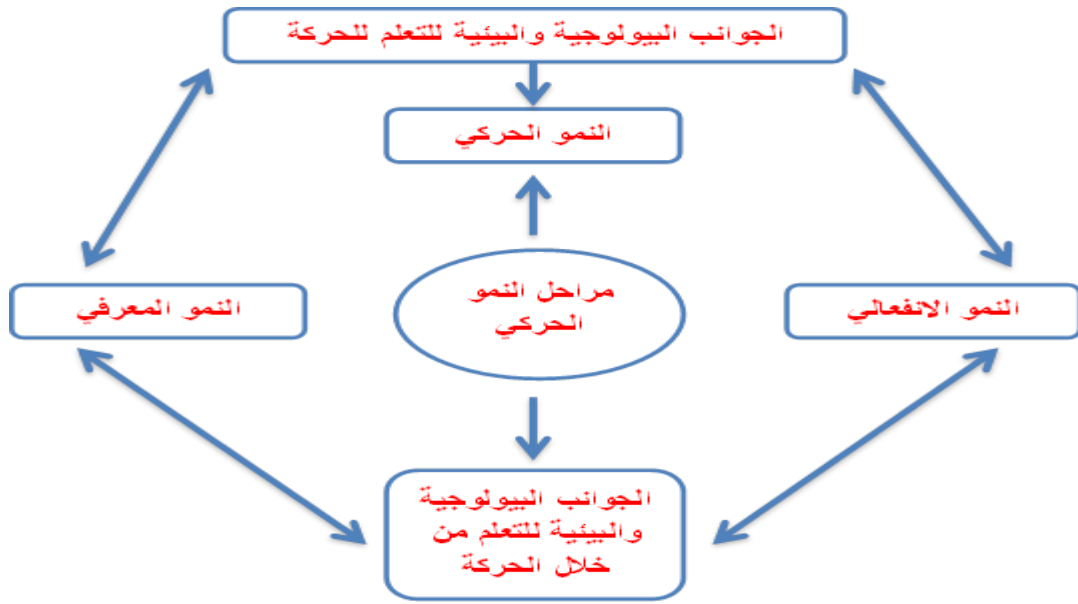 الجوانب البيولوجية والبيئية للتعلم للحركة
النمو الحركي
النمو الانفعالي
مراحل النمو
الحركي
النمو المعرفي
الجوانب البيولوجية
والبيئية للتعلم من
خلال الحركة